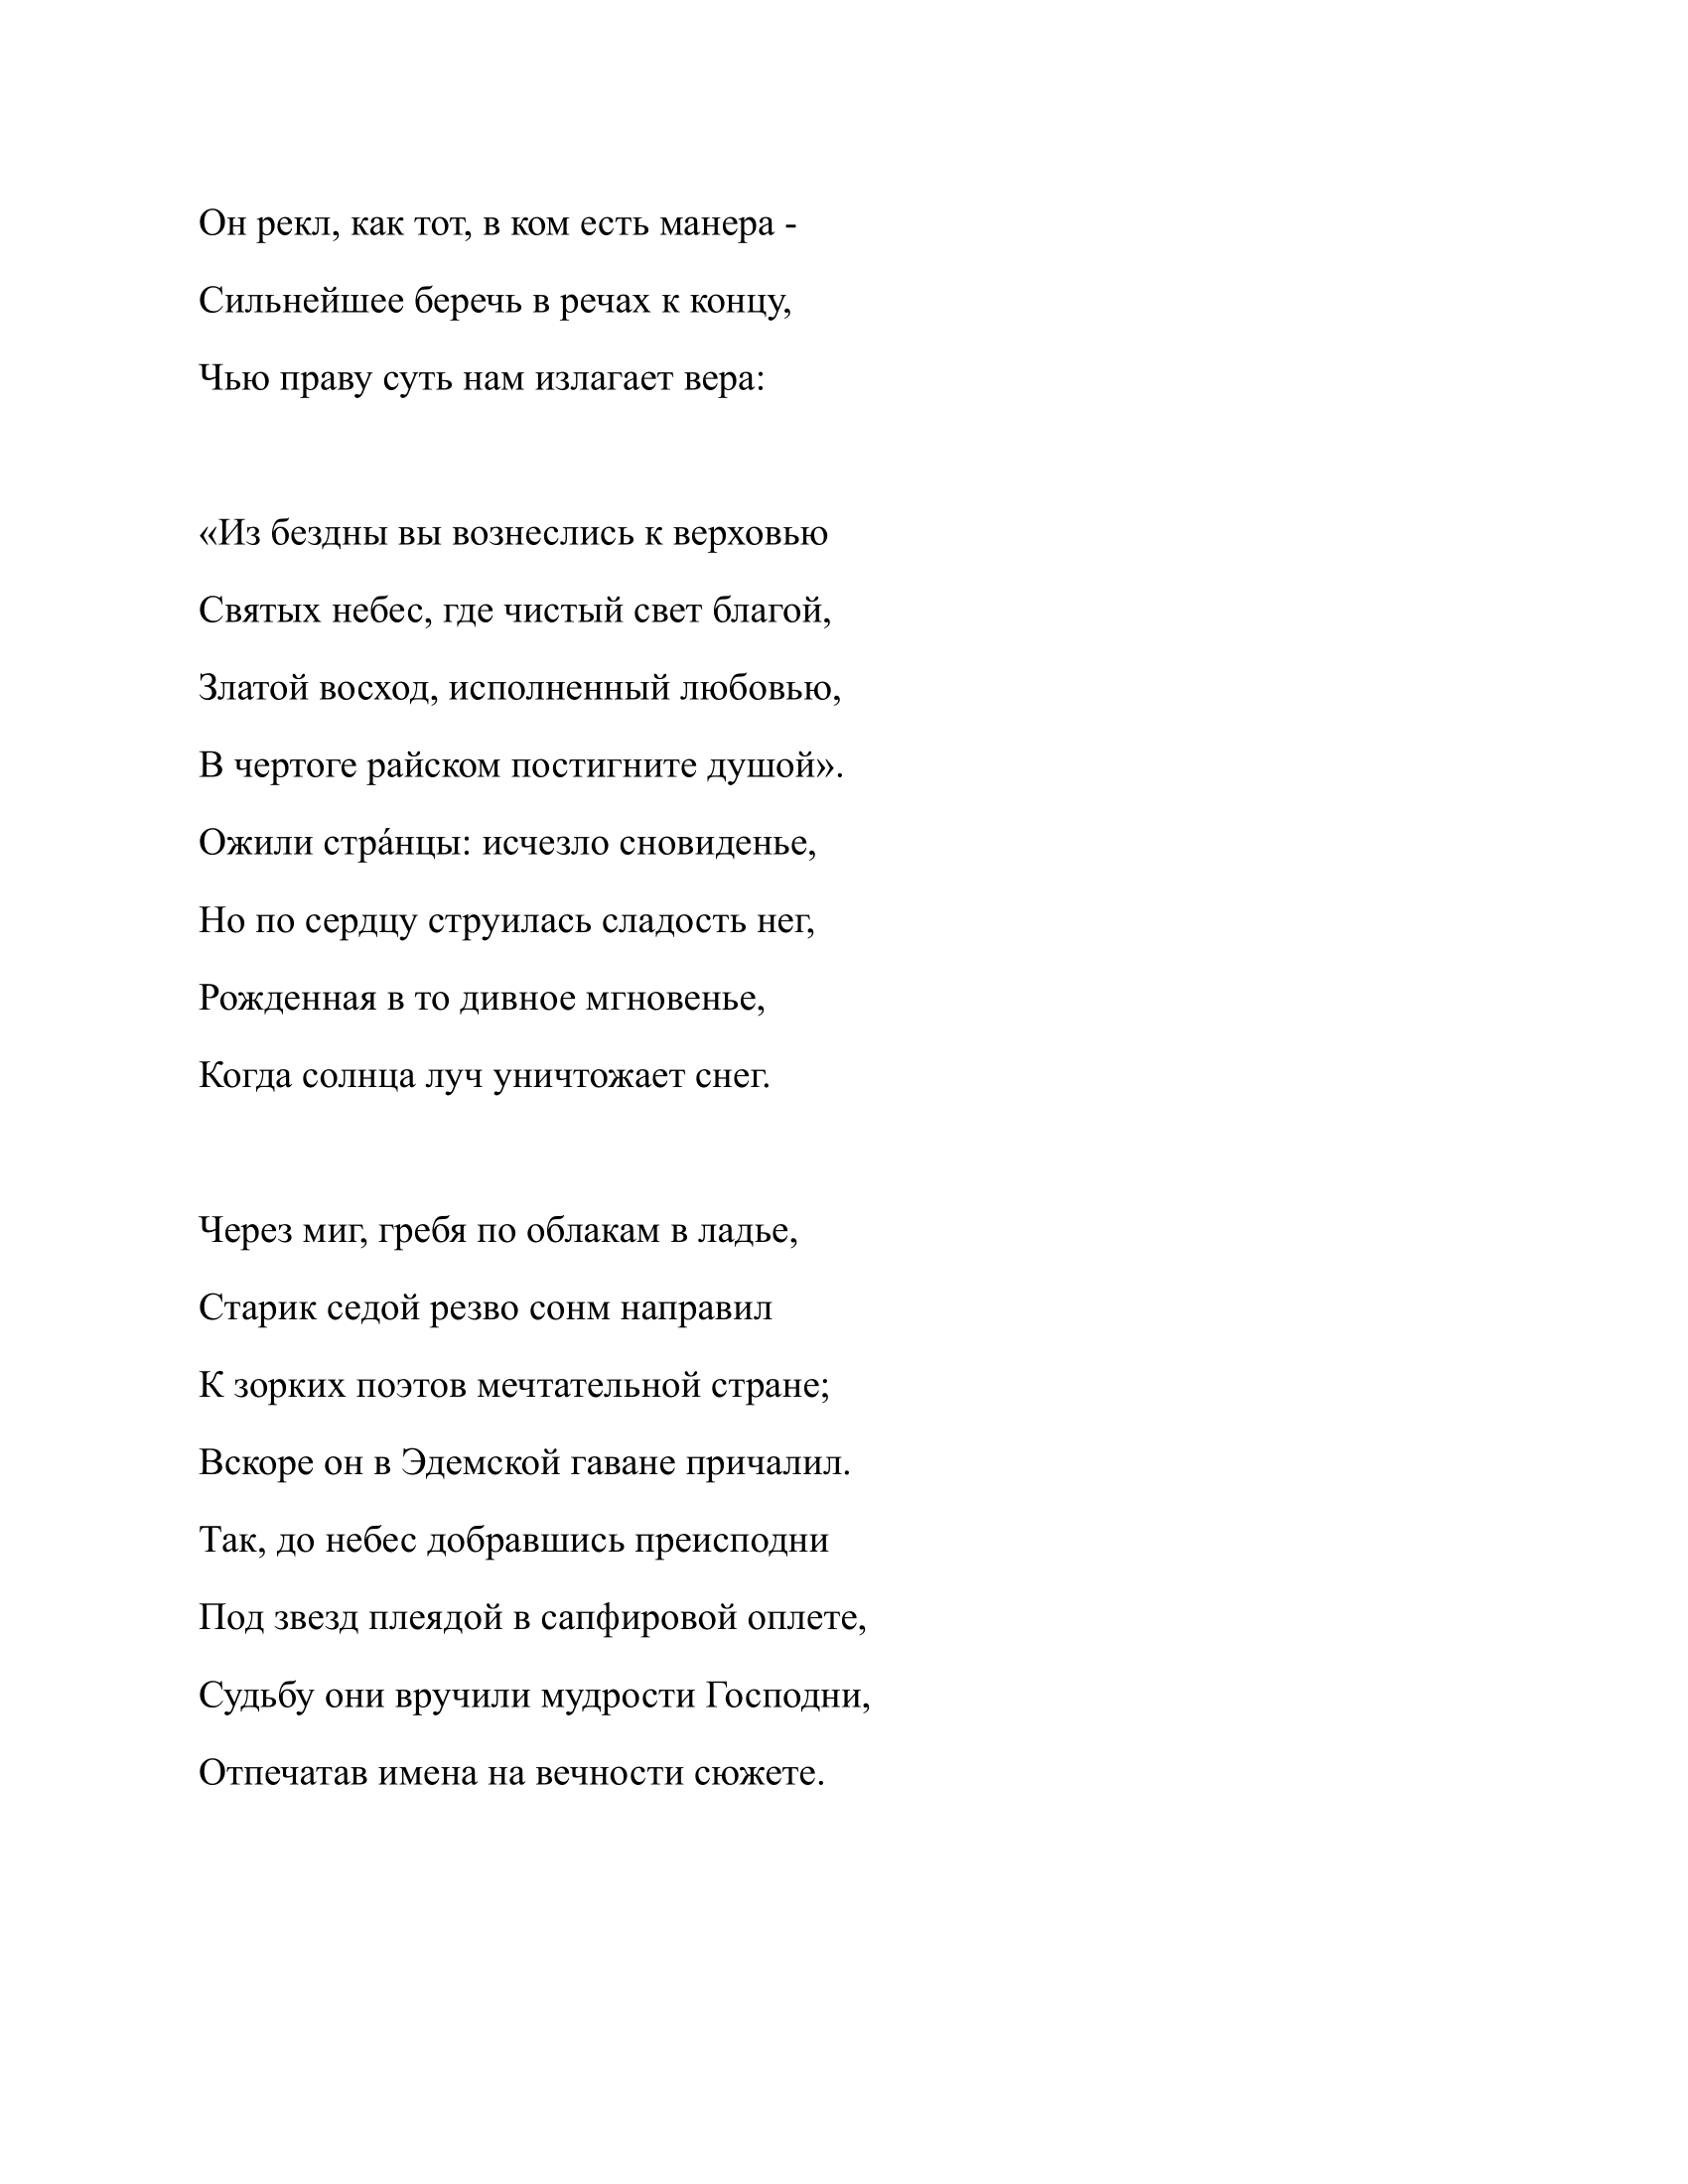 Он рекл, как тот, в ком есть манера -
Сильнейшее беречь в речах к концу,
Чью праву суть нам излагает вера:
«Из бездны вы вознеслись к верховью
Святых небес, где чистый свет благой,
Златой восход, исполненный любовью,
В чертоге райском постигните душой».
Ожили стра́нцы: исчезло сновиденье,
Но по сердцу струилась сладость нег,
Рожденная в то дивное мгновенье,
Когда солнца луч уничтожает снег.
Через миг, гребя по облакам в ладье,
Старик седой резво сонм направил
К зорких поэтов мечтательной стране;
Вскоре он в Эдемской гаване причалил.
Так, до небес добравшись преисподни
Под звезд плеядой в сапфировой оплете,
Судьбу они вручили мудрости Господни,
Отпечатав имена на вечности сюжете.